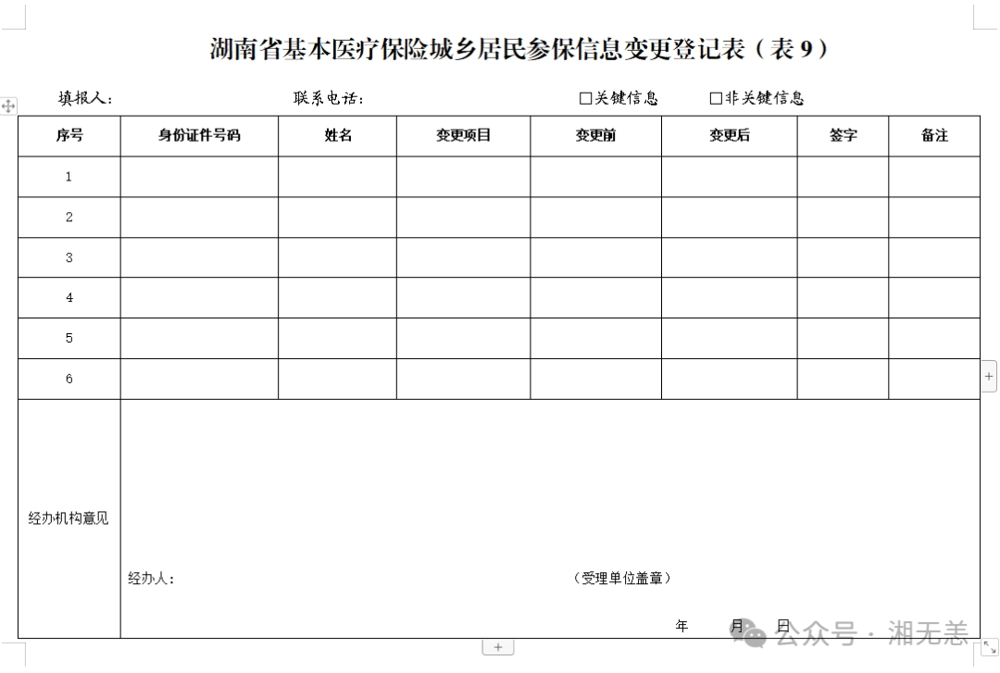 湖南省基本医疗保险城乡居民参保信息变更登记表（表 9）
填报人： 联系电话： □关键信息 □非关键信息
序号 身份证件号码 姓名 变更项目 变更前 变更后 签字 备注
1
2
3
4
5
6
经办机构意见
经办人： （受理单位盖章）
年 月 日
公众号 · 湘无恙